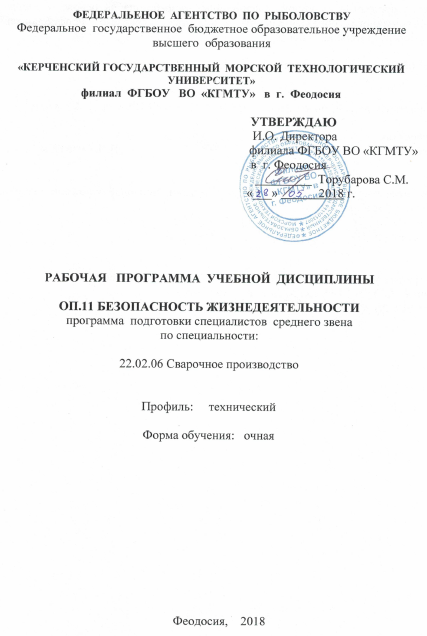 ФЕДЕРАЛЬЕНОЕ АГЕНТСТВО ПО РЫБОЛОВСТВУ
Федеральное государственное бюджетное образовательное учреждение
высшего образования
«КЕРЧЕНСКИЙ ГОСУДАРСТВЕННЫЙ МОРСКОЙ ТЕХНОЛОГИЧЕСКИЙ
УНИВЕРСИТЕТ»
филиал ФГБОУ ВО «КГМТУ» в г. Феодосия
УТВЕРЖДАЮ
И.О. Директора
филиала ФГБОУ ВО «КГМТУ»
в г. Феодосия
Торубарова С.М.
«28» 05 2018 г.
РАБОЧАЯ ПРОГРАММА УЧЕБНОЙ ДИСЦИПЛИНЫ
ОП.11 БЕЗОПАСНОСТЬ ЖИЗНЕДЕЯТЕЛЬНОСТИ
программа подготовки специалистов среднего звена
по специальности:
22.02.06 Сварочное производство
Профиль: технический
Форма обучения: очная
Феодосия, 2018